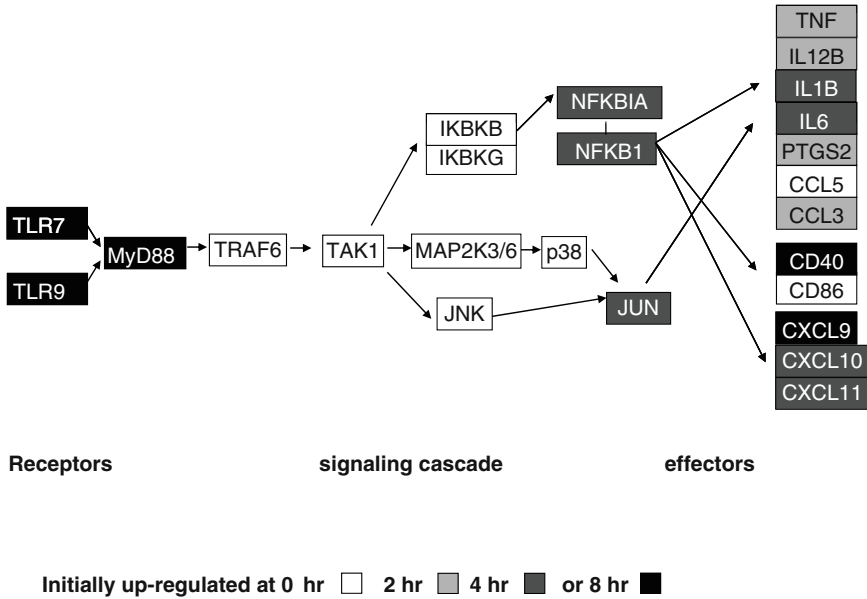 TNF
IL12B
IL1B
IL6
PTGS2
CCL5
CCL3
CD40
CD86
CXCL9
CXCL10
CXCL11
NFKBIA
NFKB1
IKBKB
IKBKG
TLR7
TLR9
MyD88
TRAF6
TAK1
MAP2K3/6
p38
JNK
JUN
Receptors signaling cascade effectors
Initially up-regulated at 0 hr 2 hr 4 hr or 8 hr